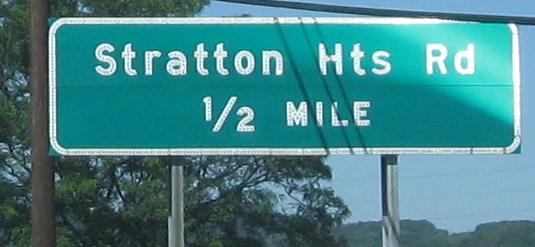 Stratton Hts Rd
1/2 MILE